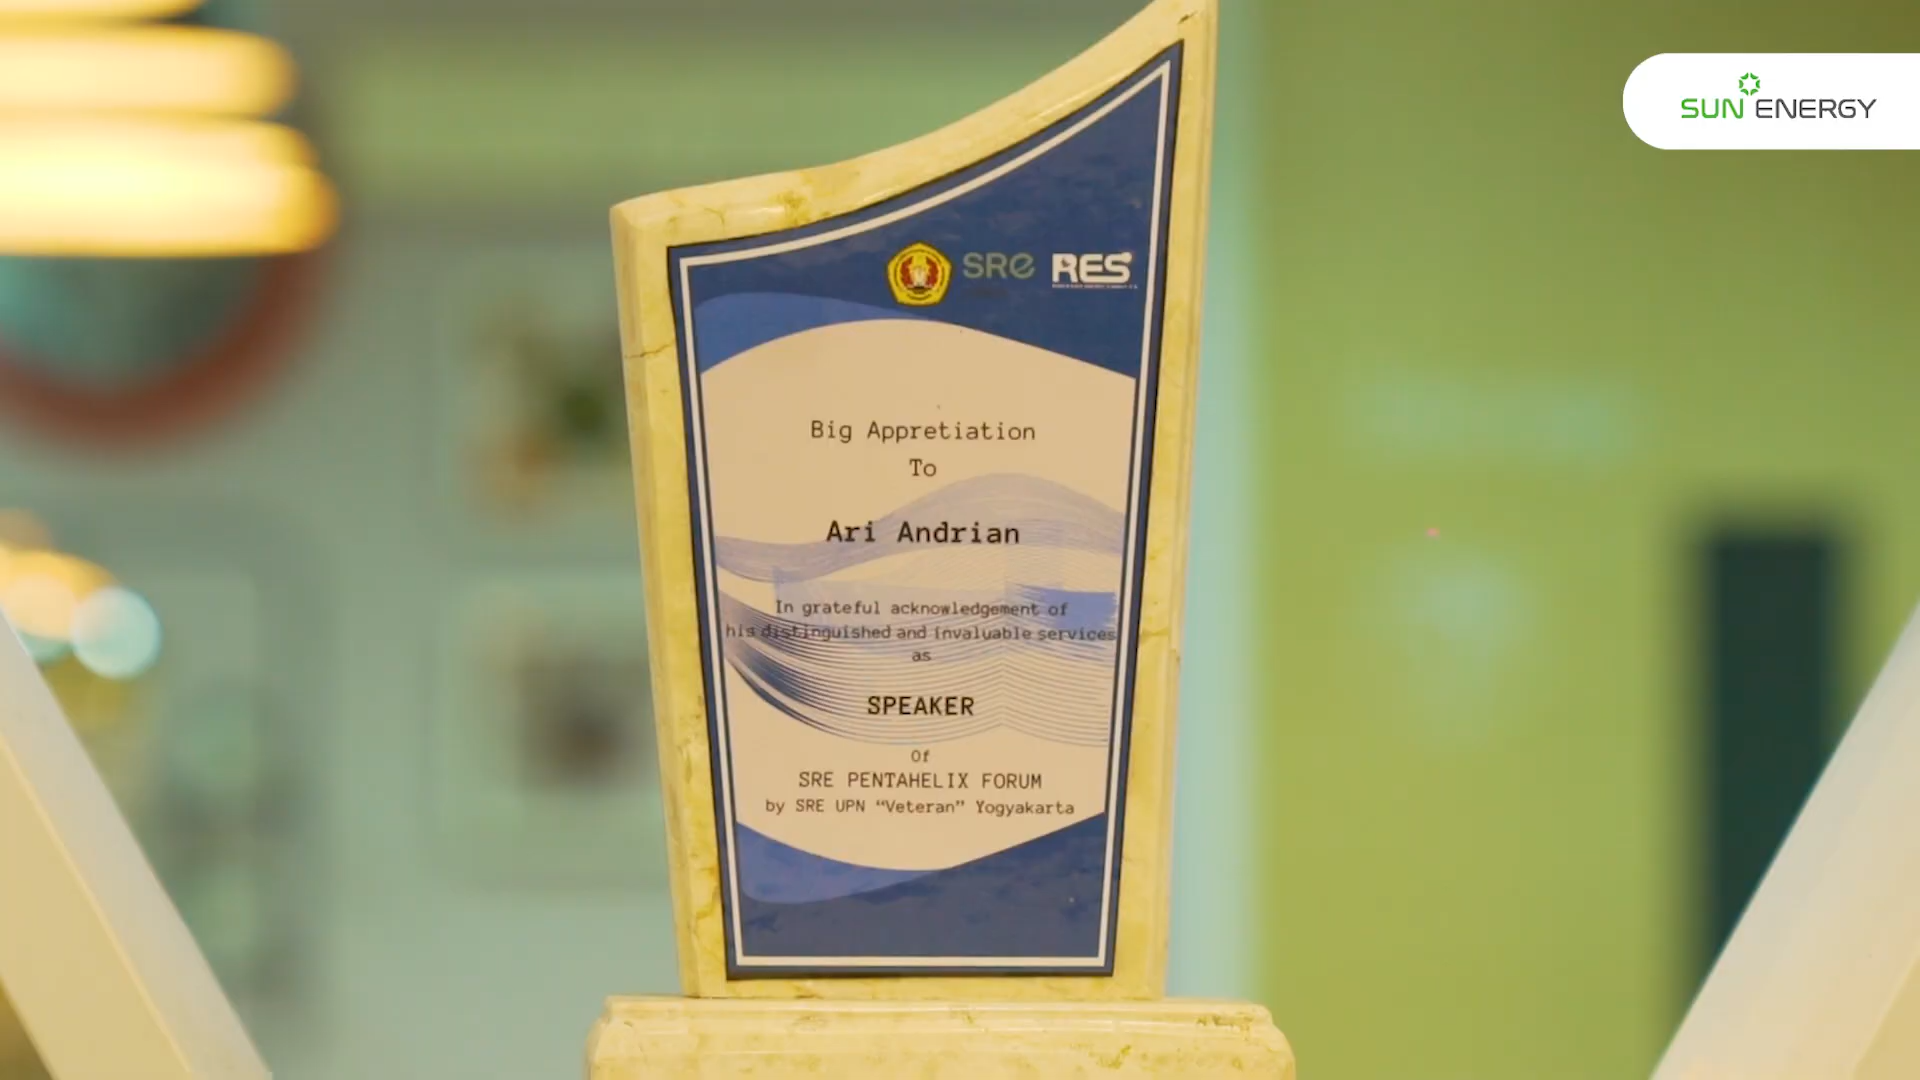 SUN ENERGY
SRE
RES
Big Appretiation
To
Ari Andrian
In grateful acknowledgement of
his distinguished and invaluable services
as
SPEAKER
Of
SRE PENTAHELIX FORUM
by SRE UPN “Veteran” Yogyakarta